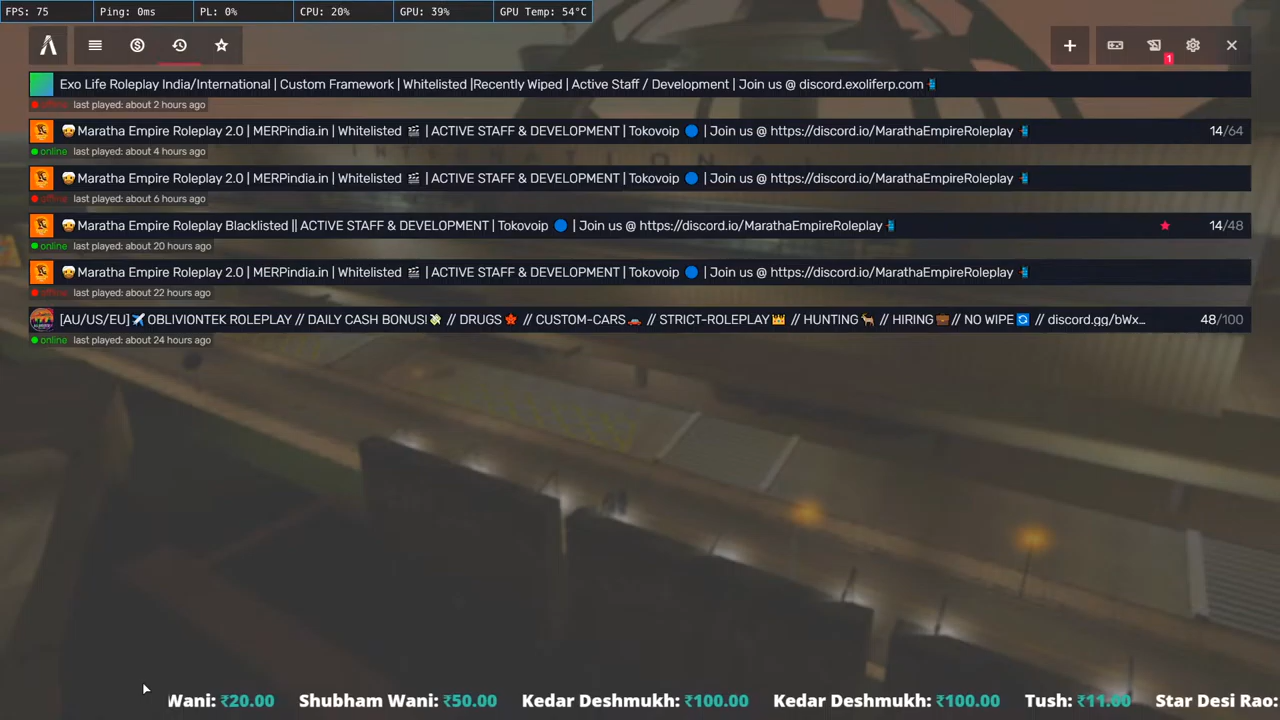 FPS: 75 Ping: 0ms PL: 0% CPU: 20% GPU: 39% GPU Temp: 54°C
1
Exo Life Roleplay India/International | Custom Framework | Whitelisted |Recently Wiped | Active Staff / Development | Join us @ discord.exoliferp.com
offline last played: about 2 hours ago
Maratha Empire Roleplay 2.0 | MERPindia.in | Whitelisted 🎬 | ACTIVE STAFF & DEVELOPMENT | Tokovoip 🔵 | Join us @ https://discord.io/MarathaEmpireRoleplay 14/64
online last played: about 4 hours ago
Maratha Empire Roleplay 2.0 | MERPindia.in | Whitelisted 🎬 | ACTIVE STAFF & DEVELOPMENT | Tokovoip 🔵 | Join us @ https://discord.io/MarathaEmpireRoleplay
offline last played: about 6 hours ago
Maratha Empire Roleplay Blacklisted || ACTIVE STAFF & DEVELOPMENT | Tokovoip 🔵 | Join us @ https://discord.io/MarathaEmpireRoleplay 14/48
online last played: about 20 hours ago
Maratha Empire Roleplay 2.0 | MERPindia.in | Whitelisted 🎬 | ACTIVE STAFF & DEVELOPMENT | Tokovoip 🔵 | Join us @ https://discord.io/MarathaEmpireRoleplay
offline last played: about 22 hours ago
[AU/US/EU]✈️ OBLIVIONTEK ROLEPLAY // DAILY CASH BONUS!💸 // DRUGS🍁 // CUSTOM-CARS🚗 // STRICT-ROLEPLAY👑 // HUNTING🦌 // HIRING💼 // NO WIPE🔄 // discord.gg/bWx… 48/100
online last played: about 24 hours ago
Wani: ₹20.00 Shubham Wani: ₹50.00 Kedar Deshmukh: ₹100.00 Kedar Deshmukh: ₹100.00 Tush: ₹11.00 Star Desi Rao: